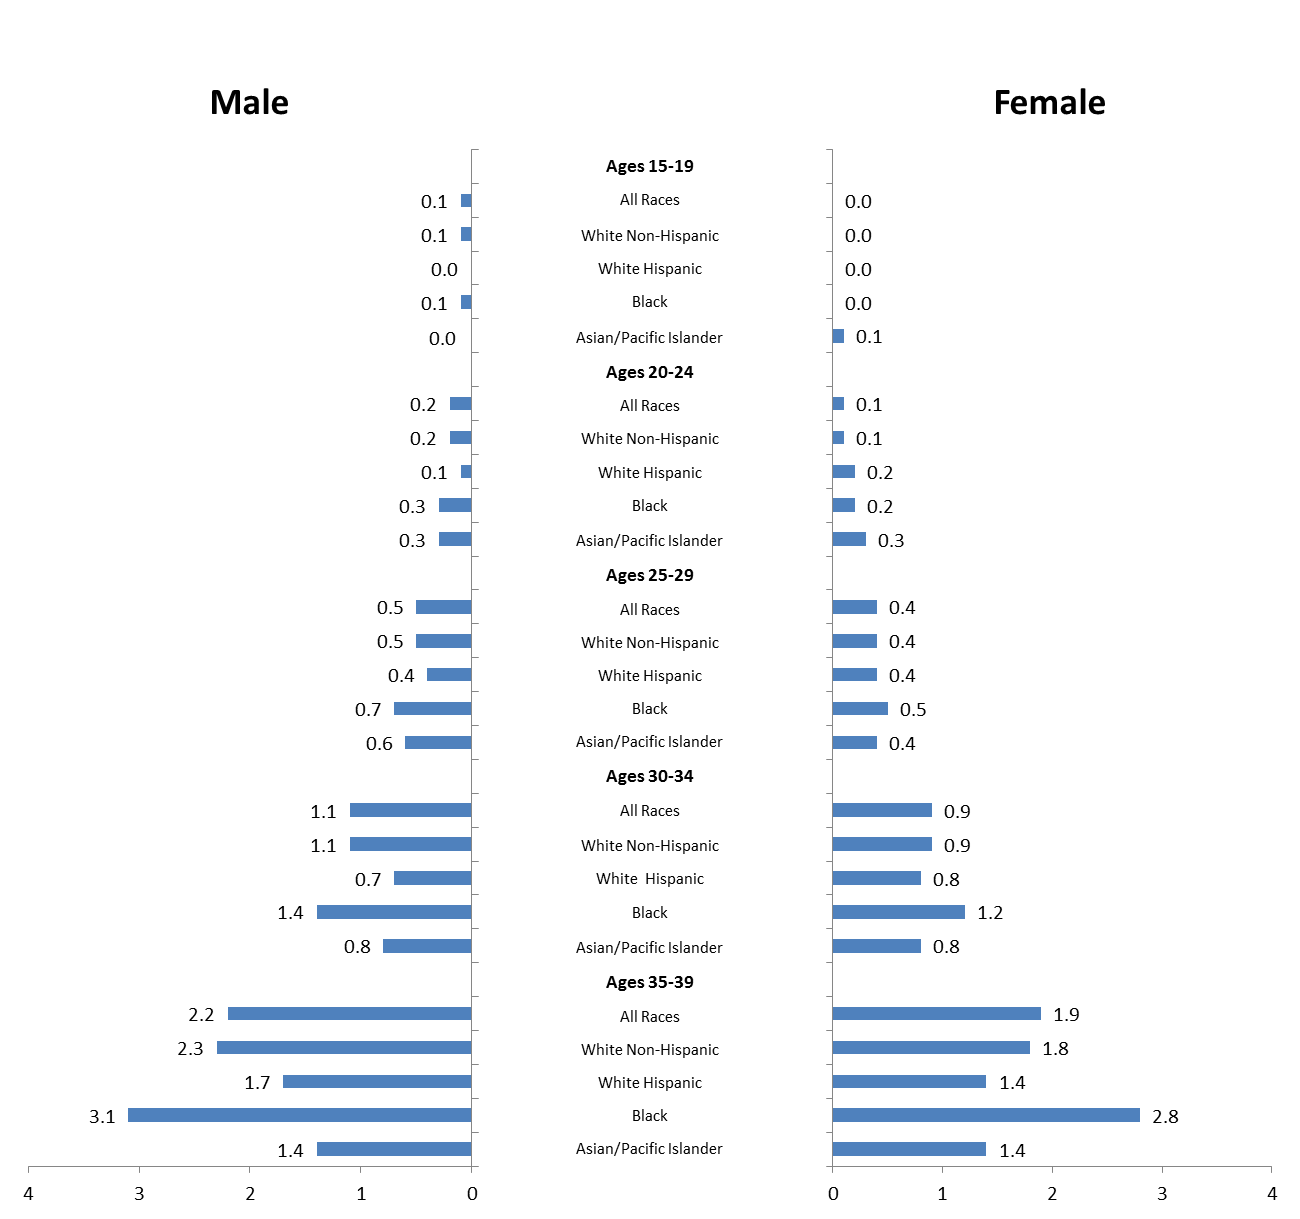 Male Female
Ages 15-19
0.1 All Races 0.0
0.1 White Non-Hispanic 0.0
0.0 White Hispanic 0.0
0.1 Black 0.0
0.0 Asian/Pacific Islander 0.1
Ages 20-24
0.2 All Races 0.1
0.2 White Non-Hispanic 0.1
0.1 White Hispanic 0.2
0.3 Black 0.2
0.3 Asian/Pacific Islander 0.3
Ages 25-29
0.5 All Races 0.4
0.5 White Non-Hispanic 0.4
0.4 White Hispanic 0.4
0.7 Black 0.5
0.6 Asian/Pacific Islander 0.4
Ages 30-34
1.1 All Races 0.9
1.1 White Non-Hispanic 0.9
0.7 White  Hispanic 0.8
1.4 Black 1.2
0.8 Asian/Pacific Islander 0.8
Ages 35-39
2.2 All Races 1.9
2.3 White Non-Hispanic 1.8
1.7 White Hispanic 1.4
3.1 Black 2.8
1.4 Asian/Pacific Islander 1.4
4 3 2 1 0 0 1 2 3 4